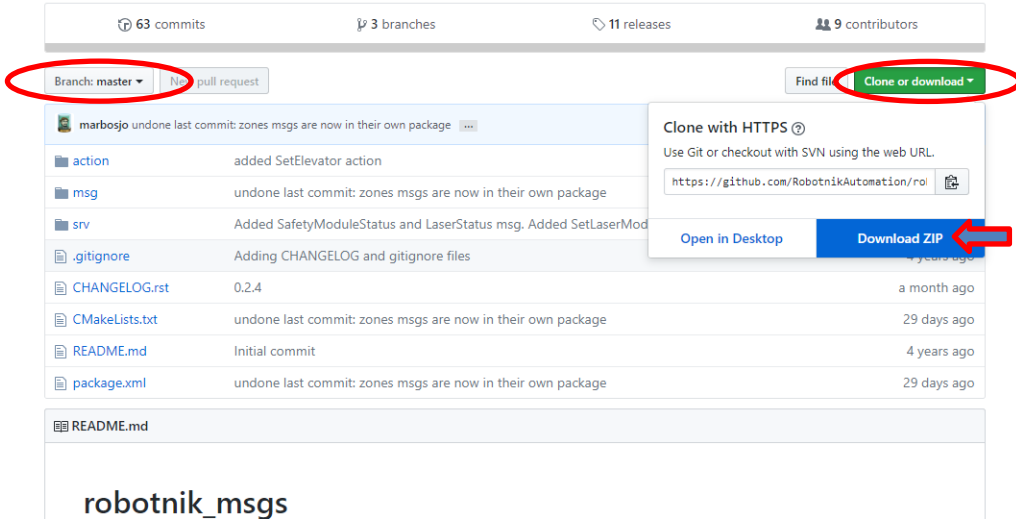 63 commits 3 branches 11 releases 9 contributors
Branch: master New pull request Find file Clone or download
marbosjo undone last commit: zones msgs are now in their own package ...
Clone with HTTPS
Use Git or checkout with SVN using the web URL.
https://github.com/RobotnikAutomation/ro
Open in Desktop Download ZIP
action added SetElevator action
msg undone last commit: zones msgs are now in their own package
srv Added SafetyModuleStatus and LaserStatus msg. Added SetLaserMod
.gitignore Adding CHANGELOG and gitignore files 4 years ago
CHANGELOG.rst 0.2.4 a month ago
CMakeLists.txt undone last commit: zones msgs are now in their own package 29 days ago
README.md Initial commit 4 years ago
package.xml undone last commit: zones msgs are now in their own package 29 days ago
README.md
robotnik_msgs